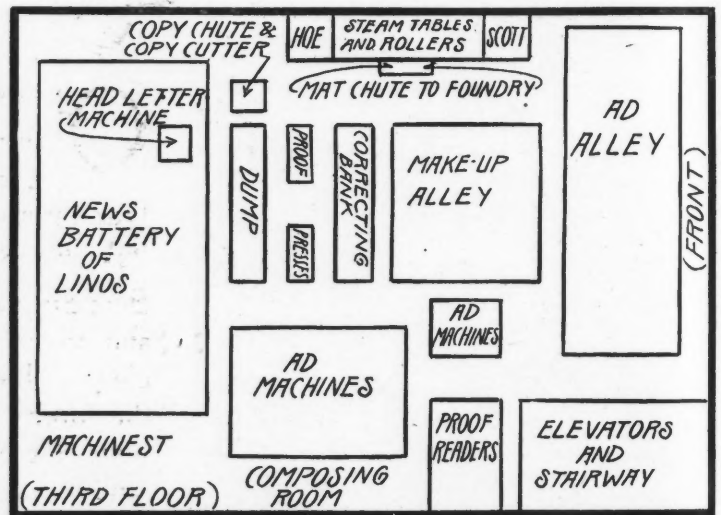 COPY CHUTE &
COPY CUTTER
HOE
STEAM TABLES
AND ROLLERS
SCOTT
MAT CHUTE TO FOUNDRY
HEAD LETTER
MACHINE
NEWS
BATTERY
OF
LINOS
DUMP
PROOF
PRESSES
CORRECTING
BANK
MAKE-UP
ALLEY
AD
ALLEY
(FRONT)
AD
MACHINES
AD
MACHINES
PROOF
READERS
ELEVATORS
AND
STAIRWAY
MACHINEST
(THIRD FLOOR)
COMPOSING
ROOM